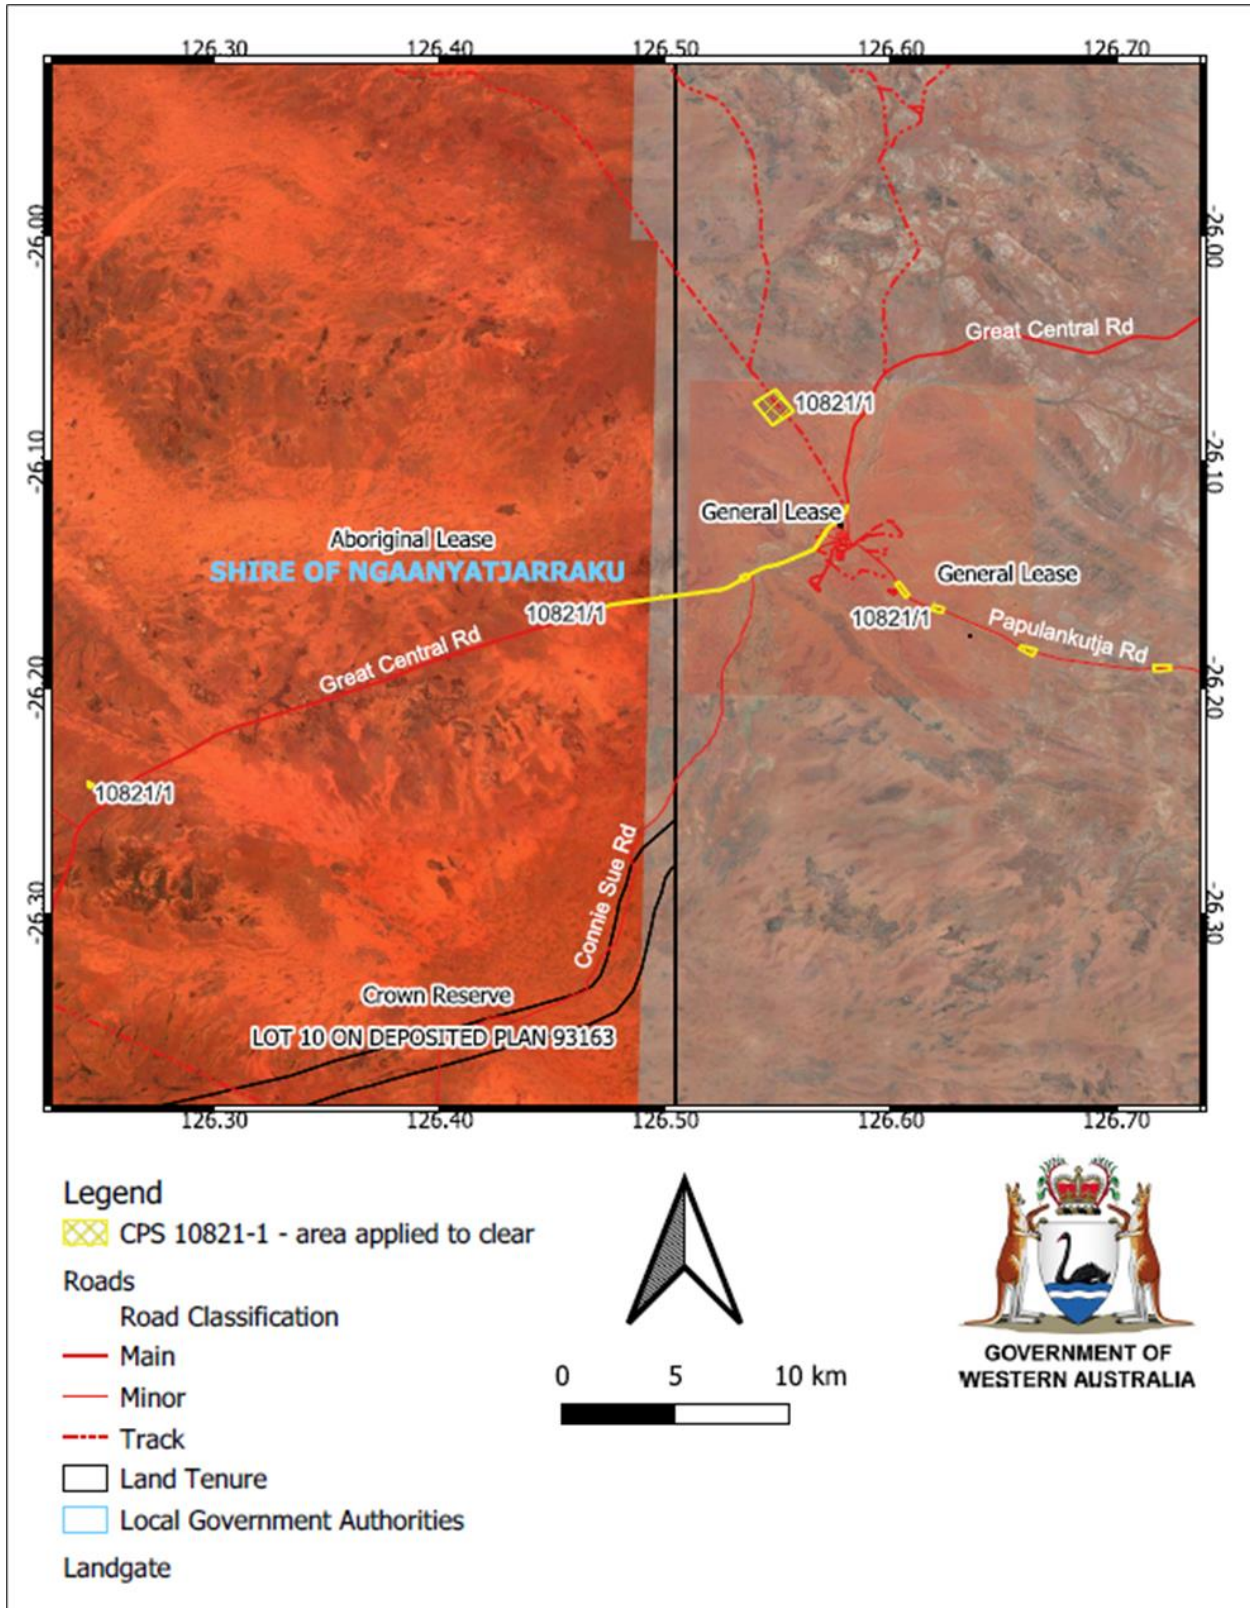 126.30 126.40 126.50 126.60 126.70
-26.00
-26.00
Great Central Rd
10821/1
-26.10
-26.10
General Lease
Aboriginal Lease
SHIRE OF NGAANYATJARRAKU
General Lease
10821/1
10821/1
Papulankutja Rd
Great Central Rd
-26.20
-26.20
10821/1
Connie Sue Rd
-26.30
-26.30
Crown Reserve
LOT 10 ON DEPOSITED PLAN 93163
126.30 126.40 126.50 126.60 126.70
Legend
CPS 10821-1 - area applied to clear
Roads
Road Classification
Main
Minor
Track
Land Tenure
Local Government Authorities
Landgate
0 5 10 km
GOVERNMENT OF
WESTERN AUSTRALIA